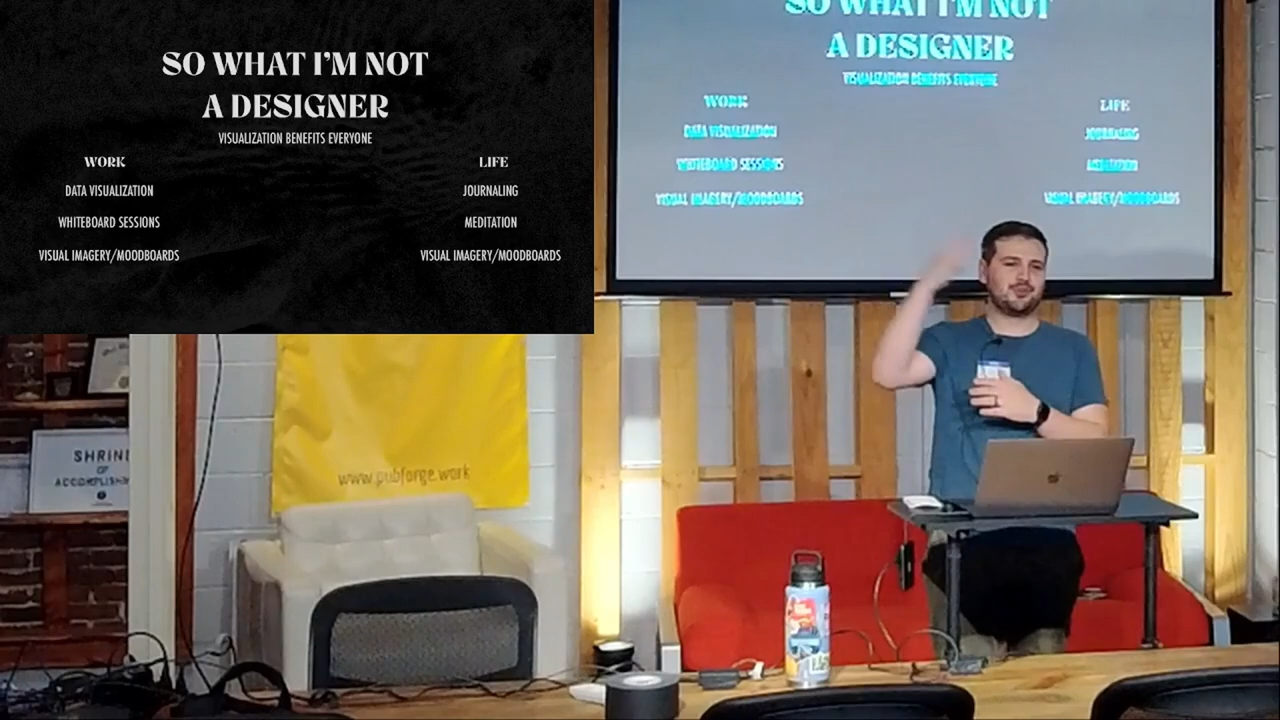 SO WHAT I'M NOT
A DESIGNER
VISUALIZATION BENEFITS EVERYONE
WORK
DATA VISUALIZATION
WHITEBOARD SESSIONS
VISUAL IMAGERY/MOODBOARDS
LIFE
JOURNALING
MEDITATION
VISUAL IMAGERY/MOODBOARDS
SO WHAT I'M NOT
A DESIGNER
VISUALIZATION BENEFITS EVERYONE
WORK
DATA VISUALIZATION
WHITEBOARD SESSIONS
VISUAL IMAGERY/MOODBOARDS
LIFE
JOURNALING
MEDITATION
VISUAL IMAGERY/MOODBOARDS
www.pubforge.work
SHRIN
OF
ACCOMPLISHM